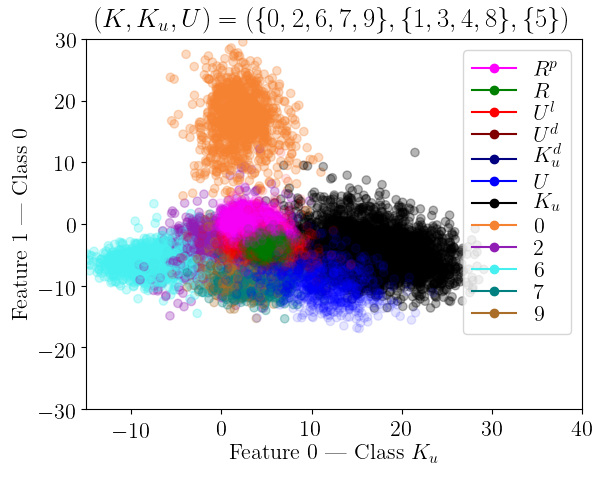 (K, K_u, U) = ({0, 2, 6, 7, 9}, {1, 3, 4, 8}, {5})
Feature 1 — Class 0
30
20
10
0
−10
−20
−30
−10
0
10
20
30
40
Feature 0 — Class K_u
R^p
R
U^l
U^d
K_u^d
U
K_u
0
2
6
7
9